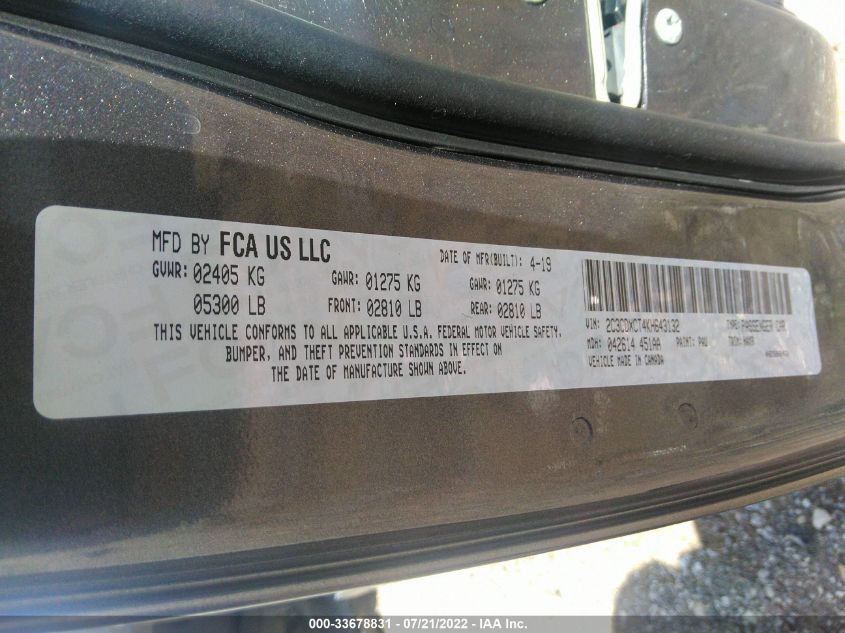 MFD BY FCA US LLC
DATE OF MFR(BUILT): 4-19
GVWR: 02405 KG
GAWR: 01275 KG
GAWR: 01275 KG
05300 LB
FRONT: 02810 LB
REAR: 02810 LB
THIS VEHICLE CONFORMS TO ALL APPLICABLE U.S.A. FEDERAL MOTOR VEHICLE SAFETY,
BUMPER, AND THEFT PREVENTION STANDARDS IN EFFECT ON
THE DATE OF MANUFACTURE SHOWN ABOVE.
VIN: 2C3CDXCT4KH643132
TYPE: PASSENGER CAR
MDH: 042614 451AA
PAINT: PAU
TRIM:
VEHICLE MADE IN CANADA
000-33678831 - 07/21/2022 - IAA Inc.